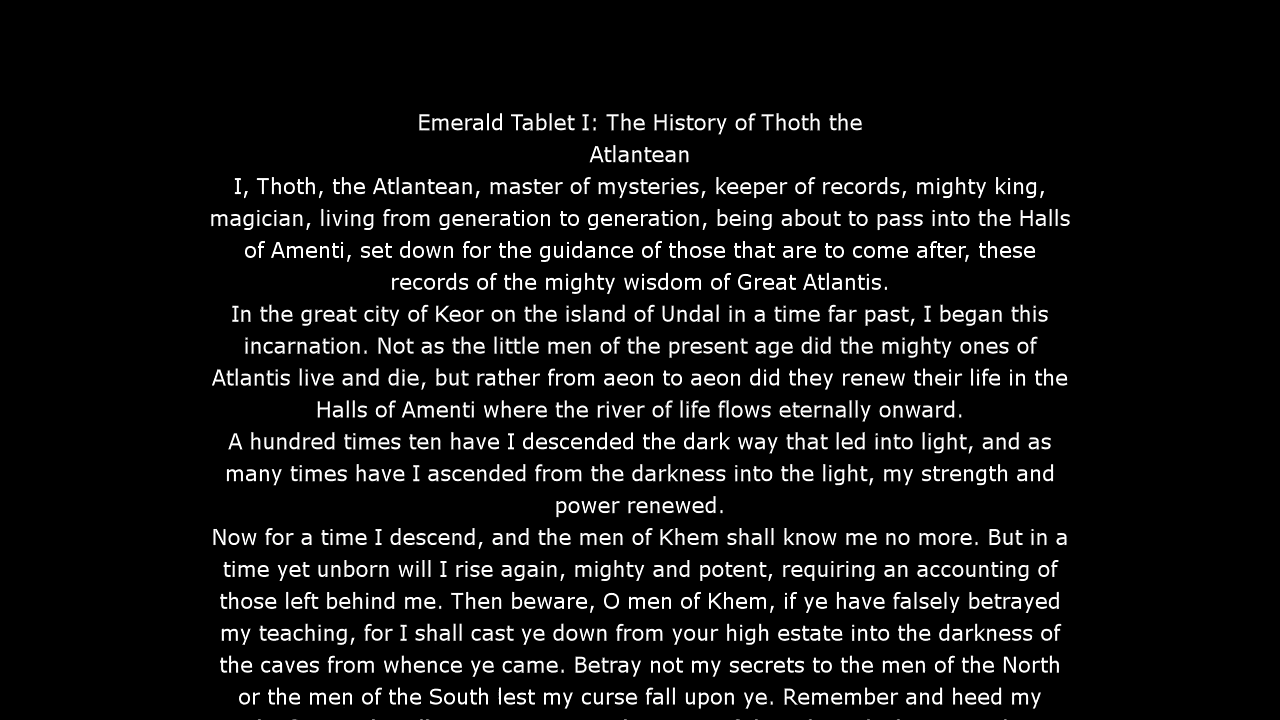 Emerald Tablet I: The History of Thoth the
Atlantean
I, Thoth, the Atlantean, master of mysteries, keeper of records, mighty king,
magician, living from generation to generation, being about to pass into the Halls
of Amenti, set down for the guidance of those that are to come after, these
records of the mighty wisdom of Great Atlantis.
In the great city of Keor on the island of Undal in a time far past, I began this
incarnation. Not as the little men of the present age did the mighty ones of
Atlantis live and die, but rather from aeon to aeon did they renew their life in the
Halls of Amenti where the river of life flows eternally onward.
A hundred times ten have I descended the dark way that led into light, and as
many times have I ascended from the darkness into the light, my strength and
power renewed.
Now for a time I descend, and the men of Khem shall know me no more. But in a
time yet unborn will I rise again, mighty and potent, requiring an accounting of
those left behind me. Then beware, O men of Khem, if ye have falsely betrayed
my teaching, for I shall cast ye down from your high estate into the darkness of
the caves from whence ye came. Betray not my secrets to the men of the North
or the men of the South lest my curse fall upon ye. Remember and heed my